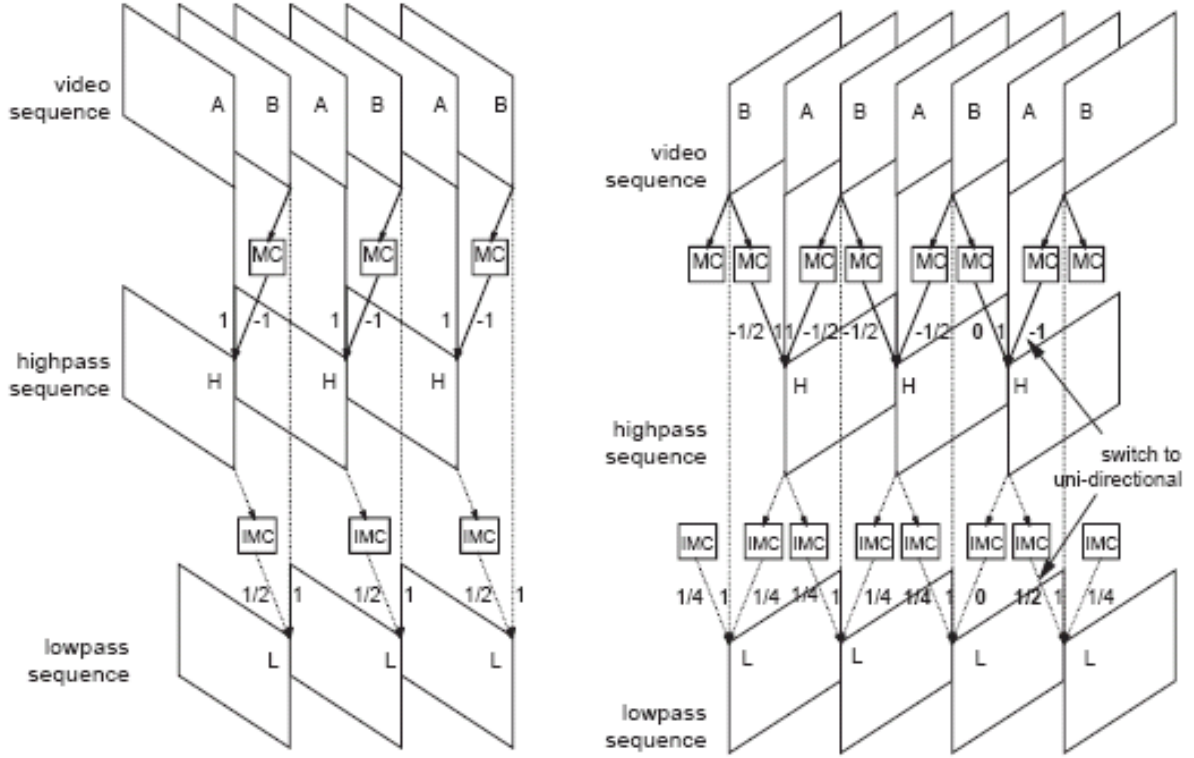 video
sequence
A B A B A B
MC MC MC
1 -1 1 -1 1 -1
highpass
sequence
H H H
IMC IMC IMC
1/2 1 1/2 1 1/2 1
lowpass
sequence
L L L
B A B A B A B
video
sequence
MC MC MC MC MC MC MC MC
-1/2 1 1 -1/2 -1/2 -1/2 0 1 -1
H H H
highpass
sequence
switch to
uni-directional
IMC IMC IMC IMC IMC IMC IMC IMC
1/4 1 1/4 1/4 1 1/4 1/4 1 0 1/2 1 1/4
L L L L
lowpass
sequence